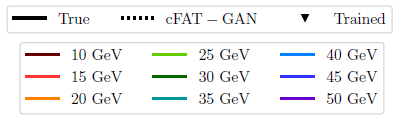 True cFAT − GAN Trained
10 GeV 25 GeV 40 GeV
15 GeV 30 GeV 45 GeV
20 GeV 35 GeV 50 GeV